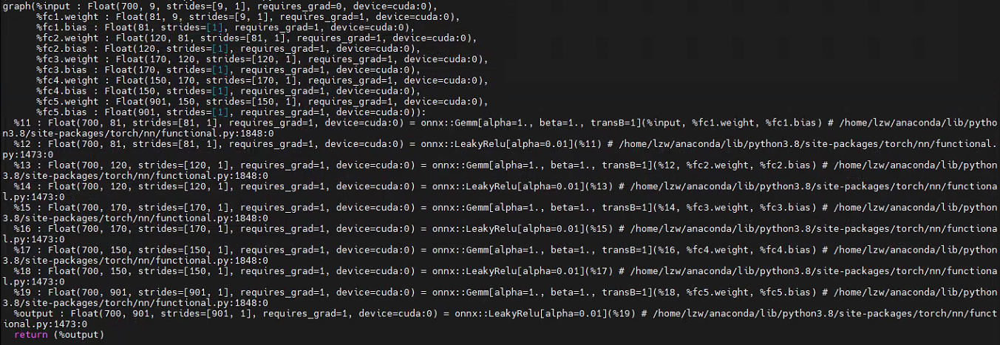 graph(%input : Float(700, 9, strides=[9, 1], requires_grad=0, device=cuda:0),
%fc1.weight : Float(81, 9, strides=[9, 1], requires_grad=1, device=cuda:0),
%fc1.bias : Float(81, strides=[1], requires_grad=1, device=cuda:0),
%fc2.weight : Float(120, 81, strides=[81, 1], requires_grad=1, device=cuda:0),
%fc2.bias : Float(120, strides=[1], requires_grad=1, device=cuda:0),
%fc3.weight : Float(170, 120, strides=[120, 1], requires_grad=1, device=cuda:0),
%fc3.bias : Float(170, strides=[1], requires_grad=1, device=cuda:0),
%fc4.weight : Float(150, 170, strides=[170, 1], requires_grad=1, device=cuda:0),
%fc4.bias : Float(150, strides=[1], requires_grad=1, device=cuda:0),
%fc5.weight : Float(901, 150, strides=[150, 1], requires_grad=1, device=cuda:0),
%fc5.bias : Float(901, strides=[1], requires_grad=1, device=cuda:0)):
%11 : Float(700, 81, strides=[81, 1], requires_grad=1, device=cuda:0) = onnx::Gemm[alpha=1., beta=1., transB=1](%input, %fc1.weight, %fc1.bias) # /home/lzw/anaconda/lib/pytho
n3.8/site-packages/torch/nn/functional.py:1848:0
%12 : Float(700, 81, strides=[81, 1], requires_grad=1, device=cuda:0) = onnx::LeakyRelu[alpha=0.01](%11) # /home/lzw/anaconda/lib/python3.8/site-packages/torch/nn/functional.
py:1473:0
%13 : Float(700, 120, strides=[120, 1], requires_grad=1, device=cuda:0) = onnx::Gemm[alpha=1., beta=1., transB=1](%12, %fc2.weight, %fc2.bias) # /home/lzw/anaconda/lib/python
3.8/site-packages/torch/nn/functional.py:1848:0
%14 : Float(700, 120, strides=[120, 1], requires_grad=1, device=cuda:0) = onnx::LeakyRelu[alpha=0.01](%13) # /home/lzw/anaconda/lib/python3.8/site-packages/torch/nn/functiona
l.py:1473:0
%15 : Float(700, 170, strides=[170, 1], requires_grad=1, device=cuda:0) = onnx::Gemm[alpha=1., beta=1., transB=1](%14, %fc3.weight, %fc3.bias) # /home/lzw/anaconda/lib/python
3.8/site-packages/torch/nn/functional.py:1848:0
%16 : Float(700, 170, strides=[170, 1], requires_grad=1, device=cuda:0) = onnx::LeakyRelu[alpha=0.01](%15) # /home/lzw/anaconda/lib/python3.8/site-packages/torch/nn/functiona
l.py:1473:0
%17 : Float(700, 150, strides=[150, 1], requires_grad=1, device=cuda:0) = onnx::Gemm[alpha=1., beta=1., transB=1](%16, %fc4.weight, %fc4.bias) # /home/lzw/anaconda/lib/python
3.8/site-packages/torch/nn/functional.py:1848:0
%18 : Float(700, 150, strides=[150, 1], requires_grad=1, device=cuda:0) = onnx::LeakyRelu[alpha=0.01](%17) # /home/lzw/anaconda/lib/python3.8/site-packages/torch/nn/functiona
l.py:1473:0
%19 : Float(700, 901, strides=[901, 1], requires_grad=1, device=cuda:0) = onnx::Gemm[alpha=1., beta=1., transB=1](%18, %fc5.weight, %fc5.bias) # /home/lzw/anaconda/lib/python
3.8/site-packages/torch/nn/functional.py:1848:0
%output : Float(700, 901, strides=[901, 1], requires_grad=1, device=cuda:0) = onnx::LeakyRelu[alpha=0.01](%19) # /home/lzw/anaconda/lib/python3.8/site-packages/torch/nn/funct
ional.py:1473:0
return (%output)